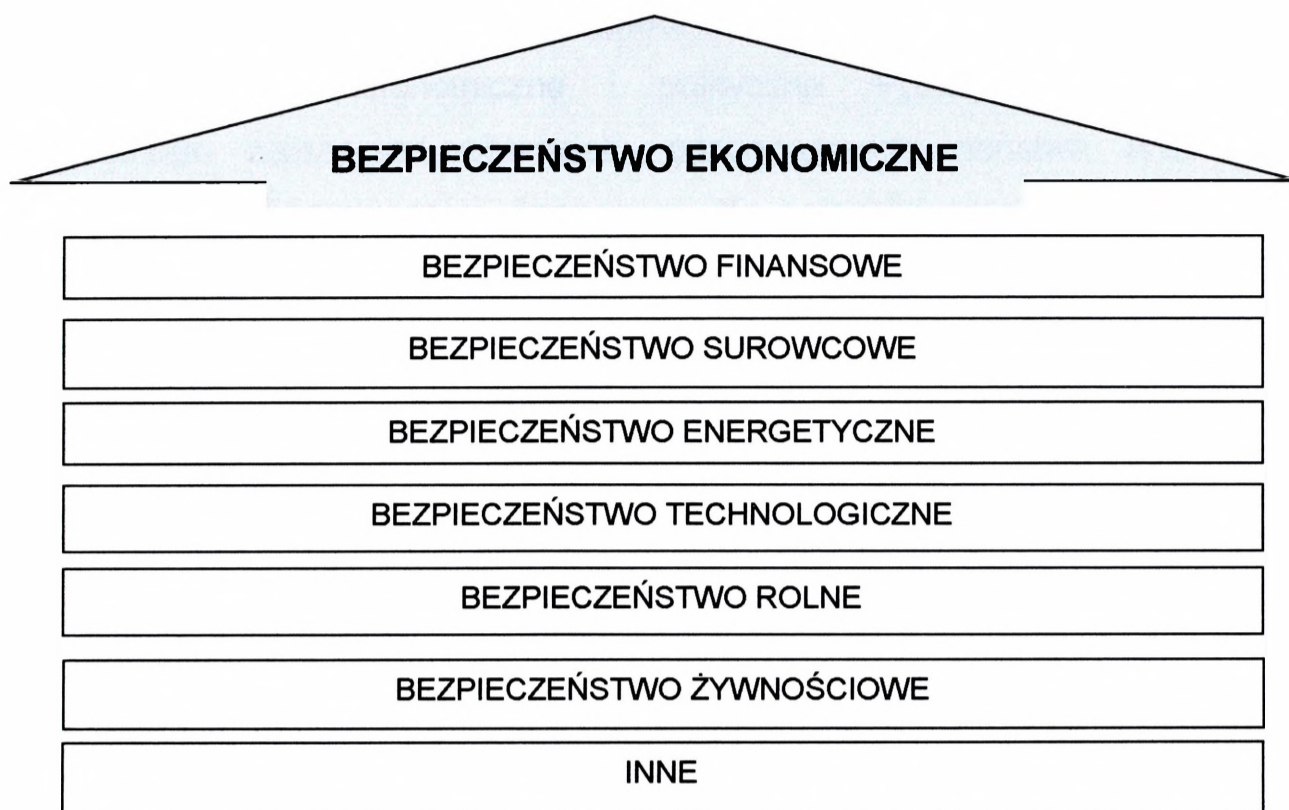 BEZPIECZEŃSTWO EKONOMICZNE
BEZPIECZEŃSTWO FINANSOWE
BEZPIECZEŃSTWO SUROWCOWE
BEZPIECZEŃSTWO ENERGETYCZNE
BEZPIECZEŃSTWO TECHNOLOGICZNE
BEZPIECZEŃSTWO ROLNE
BEZPIECZEŃSTWO ŻYWNOŚCIOWE
INNE